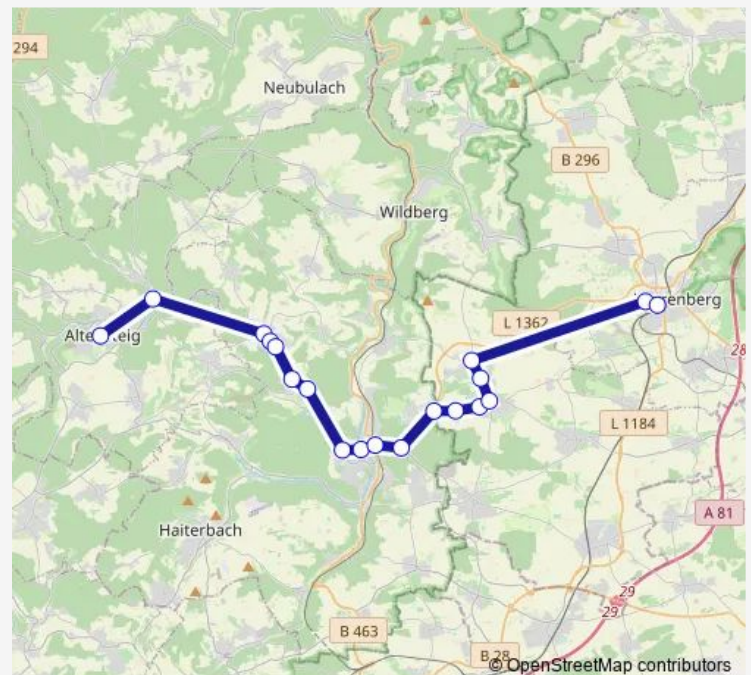 294
Neubulach
B 296
Wildberg
L 1362
28
L 1184
A 81
Haiterbach
29
29
B 463
B 28
© OpenStreetMap contributors